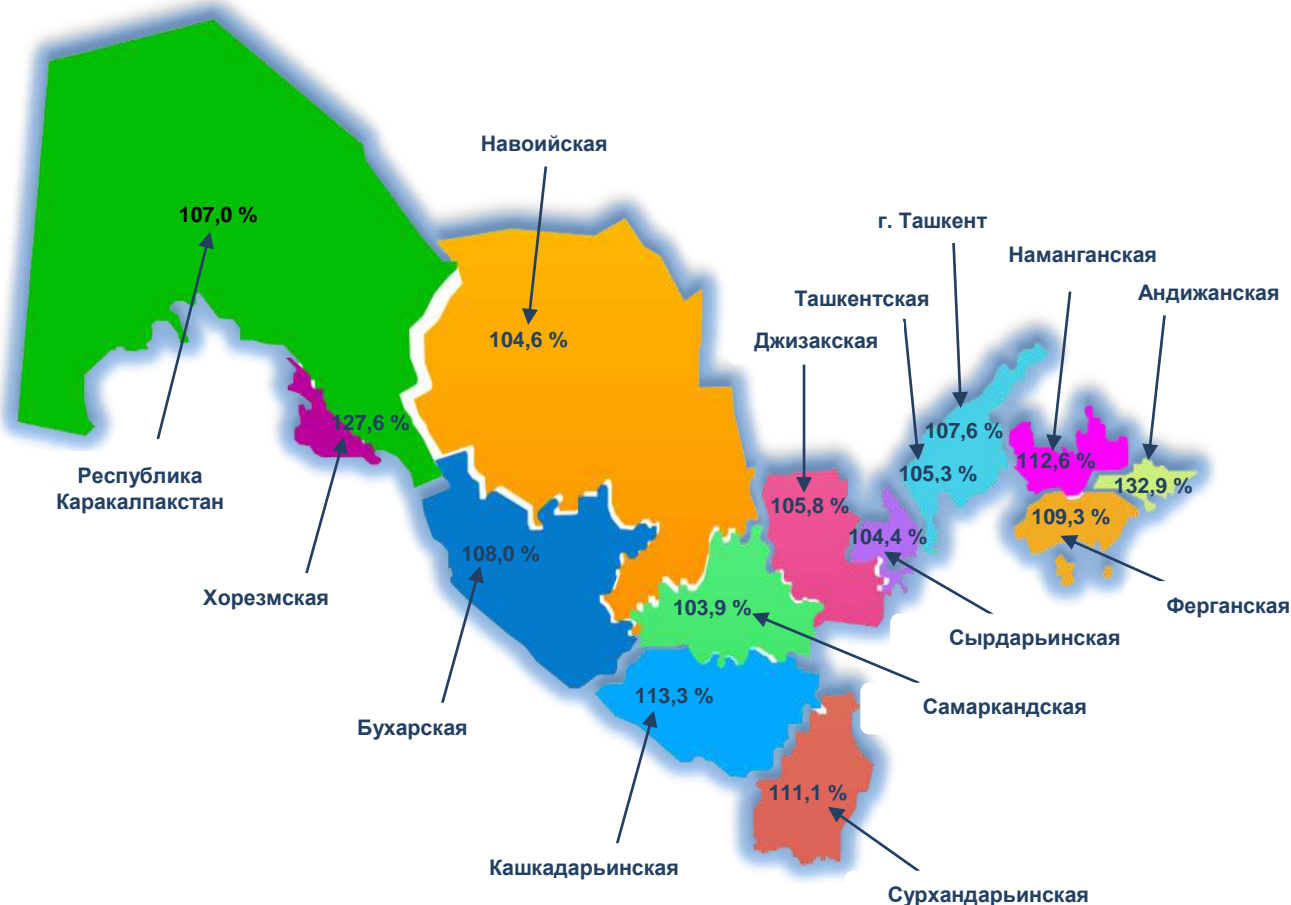 Навоийская
г. Ташкент
107,0 %
Наманганская
Андижанская
Ташкентская
104,6 %
Джизакская
127,6 %
107,6 %
112,6 %
Республика
Каракалпакстан
105,3 %
132,9 %
105,8 %
109,3 %
104,4 %
108,0 %
Хорезмская
103,9 %
Ферганская
Сырдарьинская
113,3 %
Самаркандская
Бухарская
111,1 %
Кашкадарьинская
Сурхандарьинская